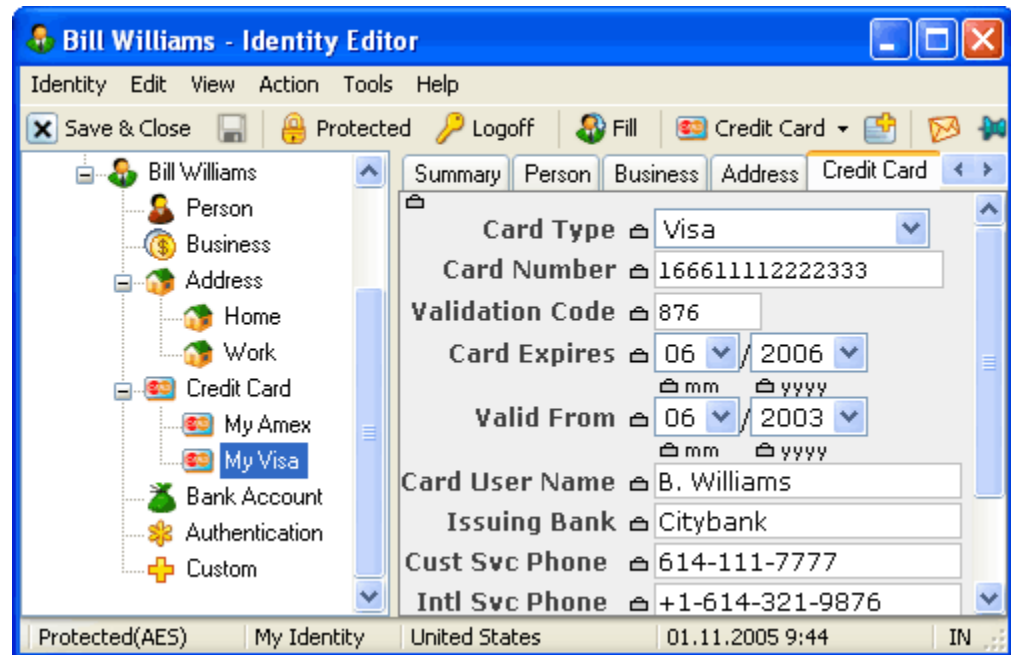 Bill Williams - Identity Editor
Identity Edit View Action Tools Help
Save & Close Protected Logoff Fill Credit Card
Bill Williams
Person
Business
Address
Home
Work
Credit Card
My Amex
My Visa
Bank Account
Authentication
Custom
Summary Person Business Address Credit Card
Card Type Visa
Card Number 166611112222333
Validation Code 876
Card Expires 06 / 2006
mm yyyy
Valid From 06 / 2003
mm yyyy
Card User Name B. Williams
Issuing Bank Citybank
Cust Svc Phone 614-111-7777
Intl Svc Phone +1-614-321-9876
Protected(AES) My Identity United States 01.11.2005 9:44 IN